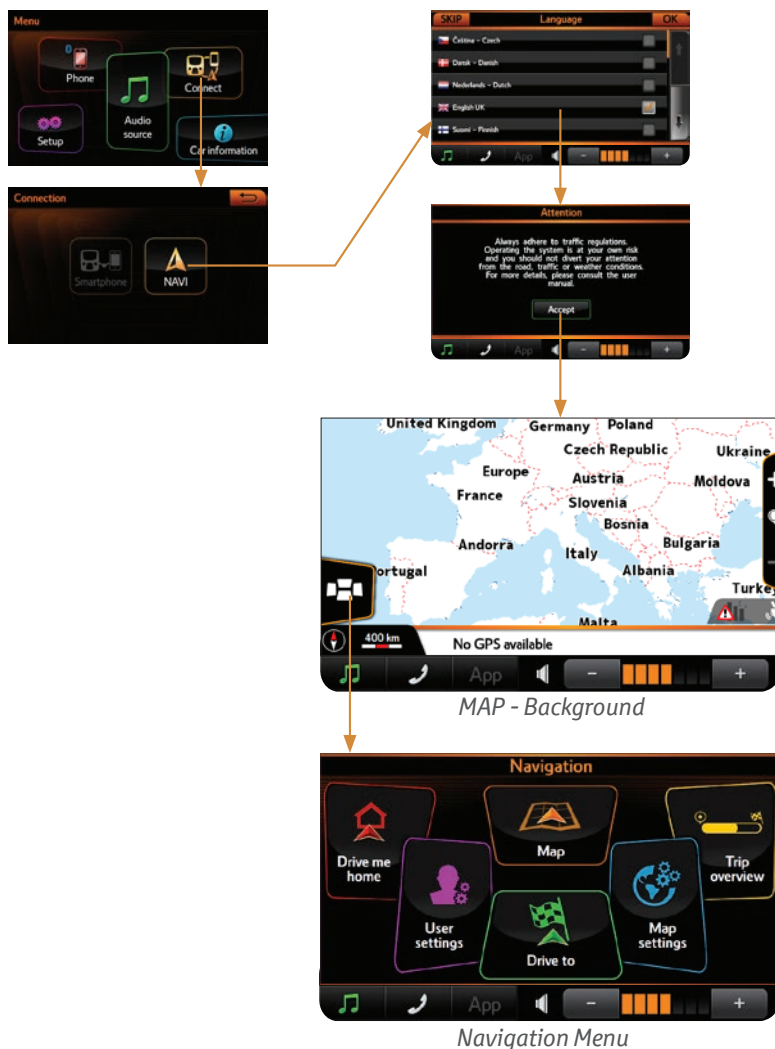 Menu
Phone
Connect
Audio
source
Setup
Car information
Connection
Smartphone
NAVI
SKIP
Language
OK
Čeština - Czech
Dansk - Danish
Nederlands - Dutch
English UK
Suomi - Finnish
App
-
+
Attention
Always adhere to traffic regulations.
Operating the system is at your own risk
and you should not divert your attention
from the road, traffic or weather conditions.
For more details, please consult the user
manual.
Accept
App
-
+
United Kingdom
Germany
Poland
Czech Republic
Ukraine
Europe
Austria
Moldova
France
Slovenia
Bosnia
Andorra
Bulgaria
Italy
ortugal
Albania
Turkey
Malta
400 km
No GPS available
App
-
+
MAP - Background
Navigation
Drive me
home
Map
Trip
overview
User
settings
Map
settings
Drive to
App
-
+
Navigation Menu